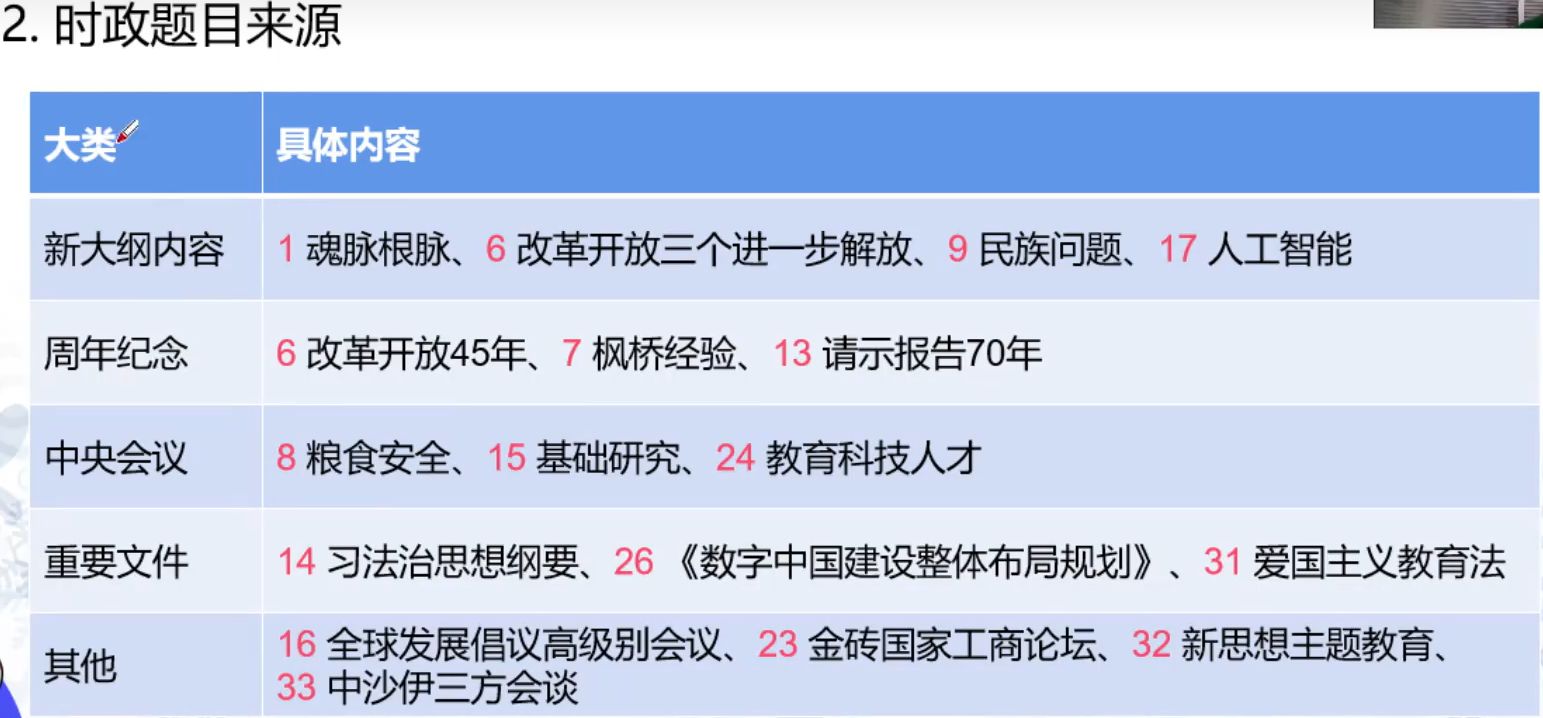 2. 时政题目来源
大类 具体内容
新大纲内容 1 魂脉根脉、6 改革开放三个进一步解放、9 民族问题、17 人工智能
周年纪念 6 改革开放45年、7 枫桥经验、13 请示报告70年
中央会议 8 粮食安全、15 基础研究、24 教育科技人才
重要文件 14 习法治思想纲要、26 《数字中国建设整体布局规划》、31 爱国主义教育法
其他 16 全球发展倡议高级别会议、23 金砖国家工商论坛、32 新思想主题教育、
33 中沙伊三方会谈